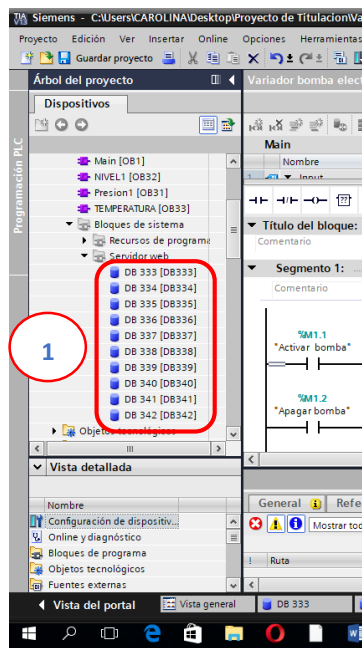 Siemens - C:\Users\CAROLINA\Desktop\Proyecto de Titulacion\Va
Proyecto Edición Ver Insertar Online Opciones Herramientas
Guardar proyecto
Árbol del proyecto
Variador bomba elec
Dispositivos
Programación PLC
Main [OB1]
NIVEL1 [OB32]
Presion1 [OB31]
TEMPERATURA [OB33]
Bloques de sistema
Recursos de programa
Servidor web
DB 333 [DB333]
DB 334 [DB334]
DB 335 [DB335]
DB 336 [DB336]
DB 337 [DB337]
DB 338 [DB338]
DB 339 [DB339]
DB 340 [DB340]
DB 341 [DB341]
DB 342 [DB342]
Objetos tecnológicos
1
Main
Nombre
1 Input
??
Título del bloque:
Comentario
Segmento 1: ...
Comentario
%M1.1
"Activar bomba"
%M1.2
"Apagar bomba"
Vista detallada
Nombre
Configuración de dispositiv...
Online y diagnóstico
Bloques de programa
Objetos tecnológicos
Fuentes externas
General Refe
Mostrar tod
! Ruta
Vista del portal Vista general DB 333